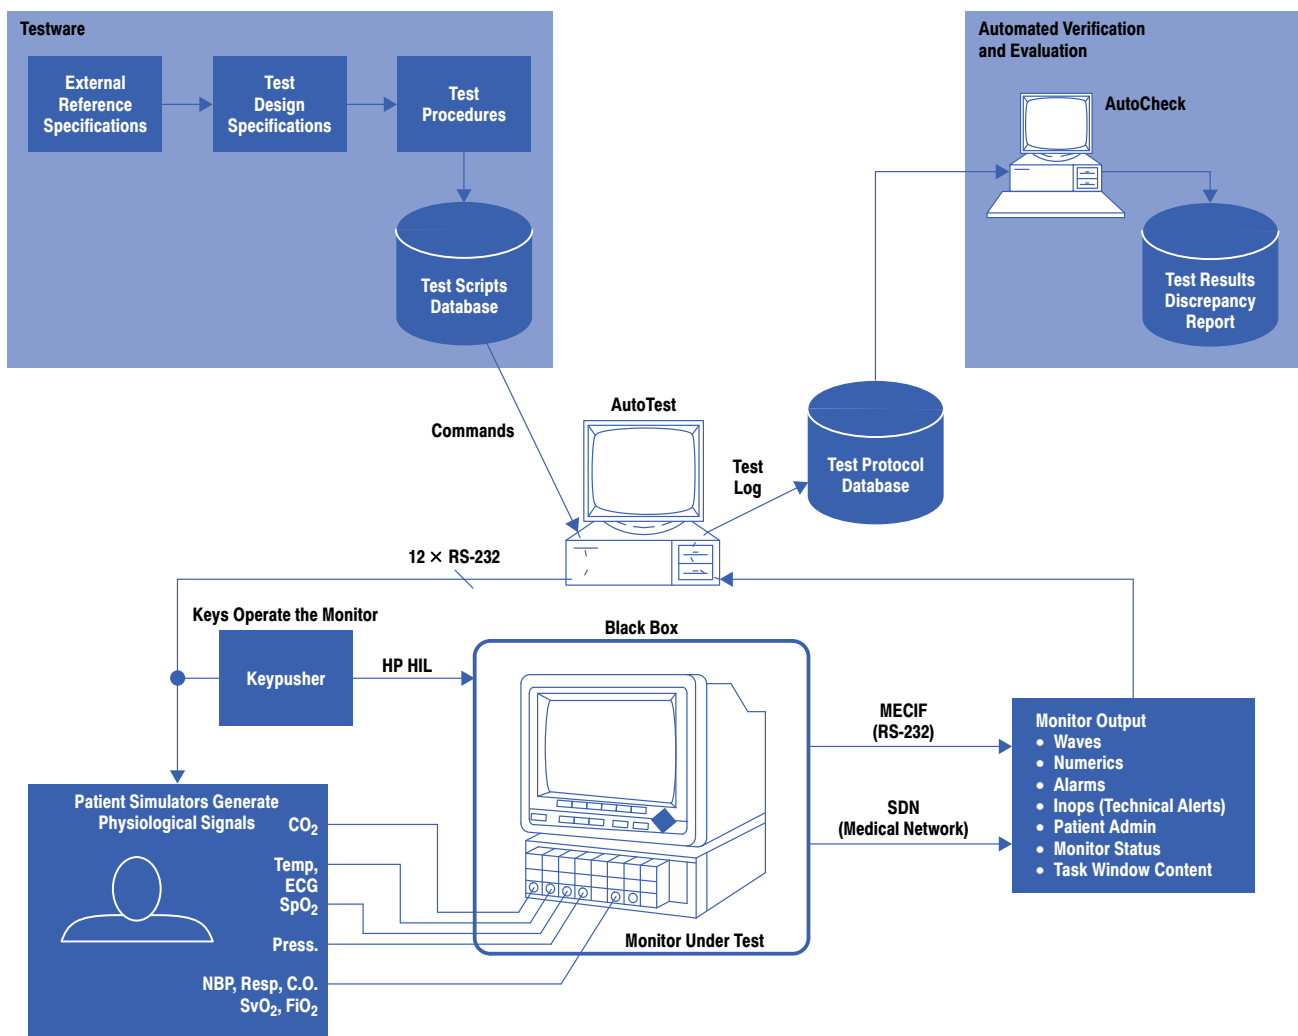 Testware
External
Reference
Specifications
Test
Design
Specifications
Test
Procedures
Test Scripts
Database
Automated Verification
and Evaluation
AutoCheck
Test Results
Discrepancy
Report
AutoTest
Commands
Test
Log
Test Protocol
Database
12 × RS-232
Keys Operate the Monitor
Keypusher
HP HIL
Black Box
Monitor Under Test
MECIF
(RS-232)
SDN
(Medical Network)
Monitor Output
• Waves
• Numerics
• Alarms
• Inops (Technical Alerts)
• Patient Admin
• Monitor Status
• Task Window Content
Patient Simulators Generate
Physiological Signals
CO₂
Temp,
ECG
SpO₂
Press.
NBP, Resp, C.O.
SvO₂, FiO₂